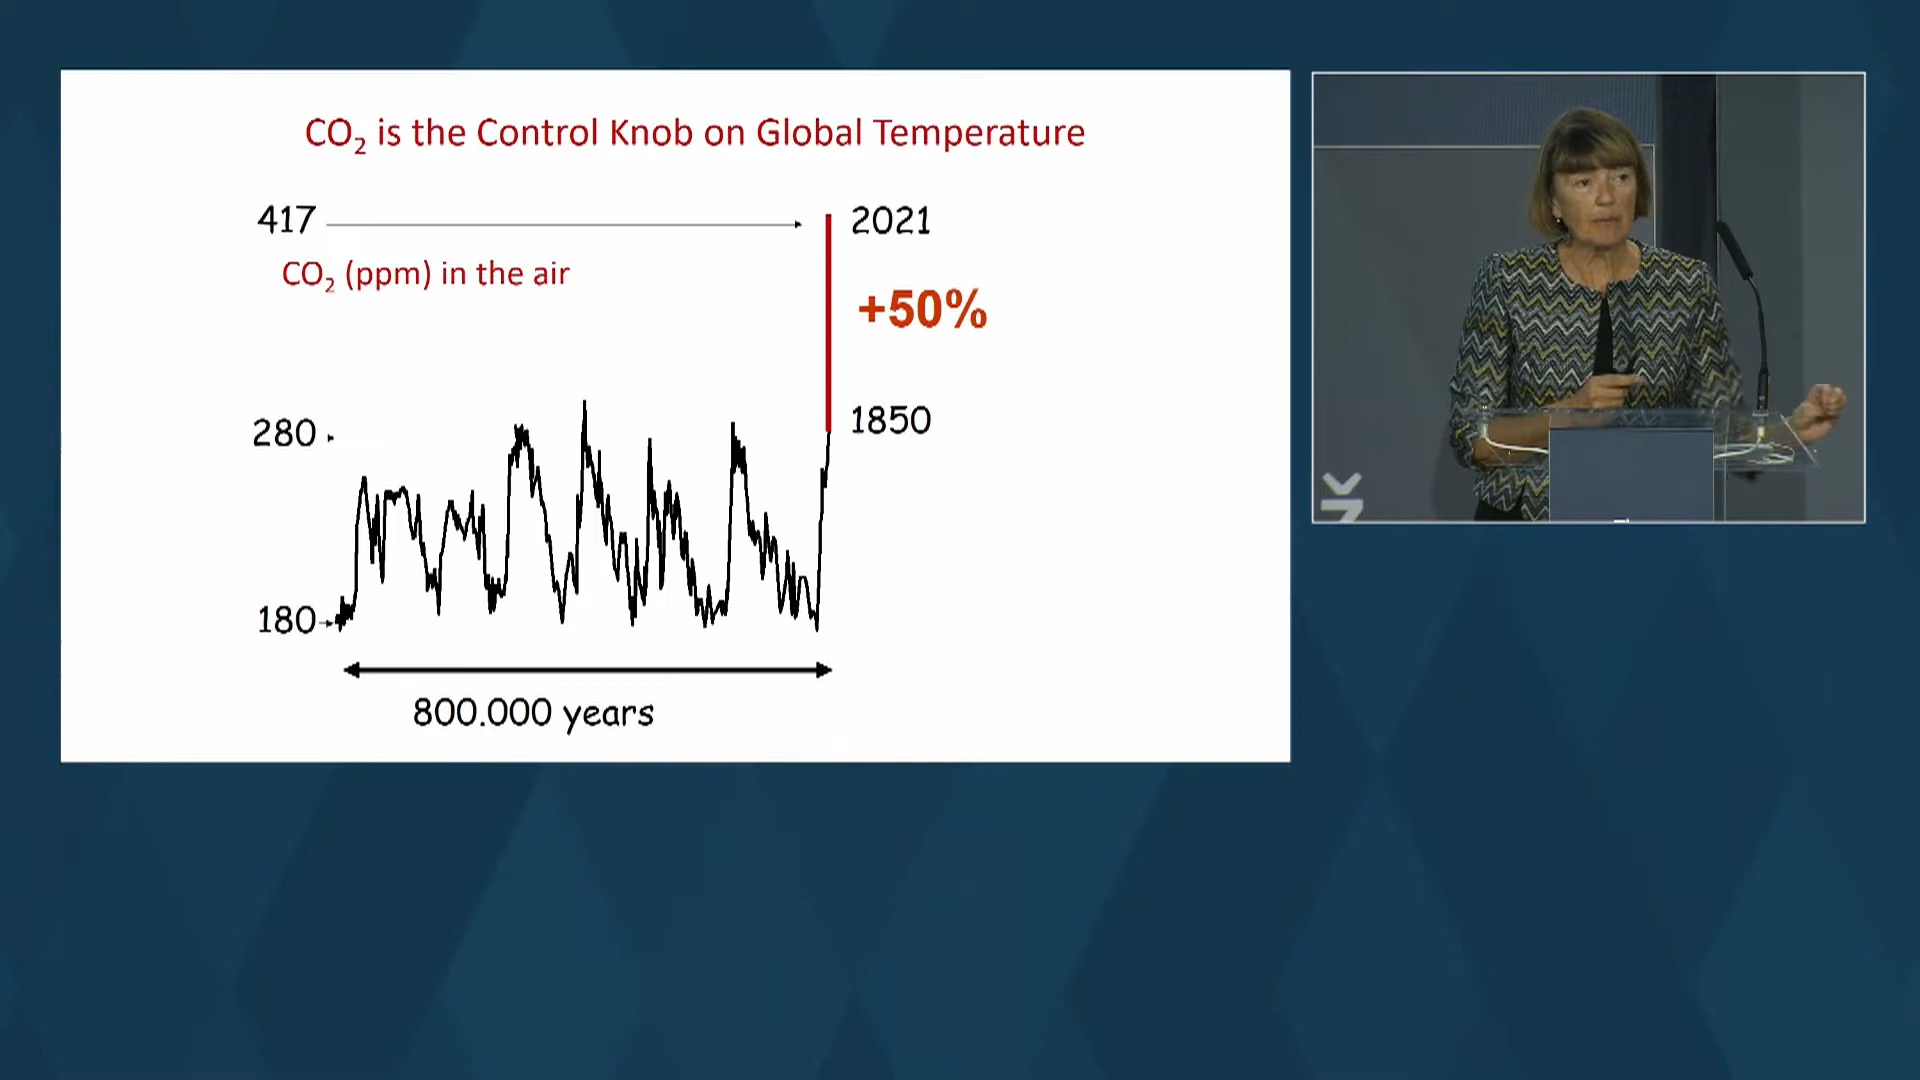 CO₂ is the Control Knob on Global Temperature
417
2021
CO₂ (ppm) in the air
+50%
280
1850
180
800.000 years